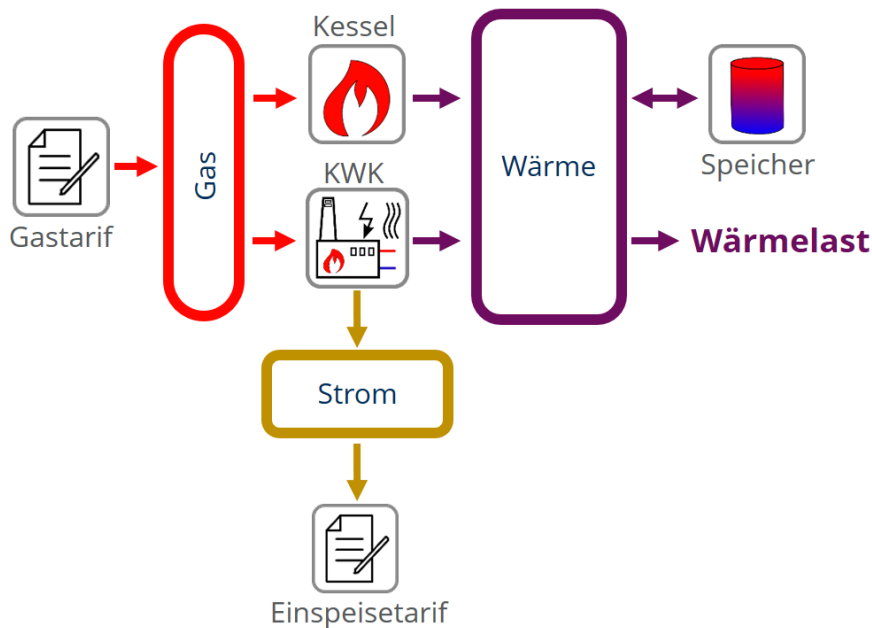 Kessel
Gas
KWK
Wärme
Speicher
Gastarif
Wärmelast
Strom
Einspeisetarif